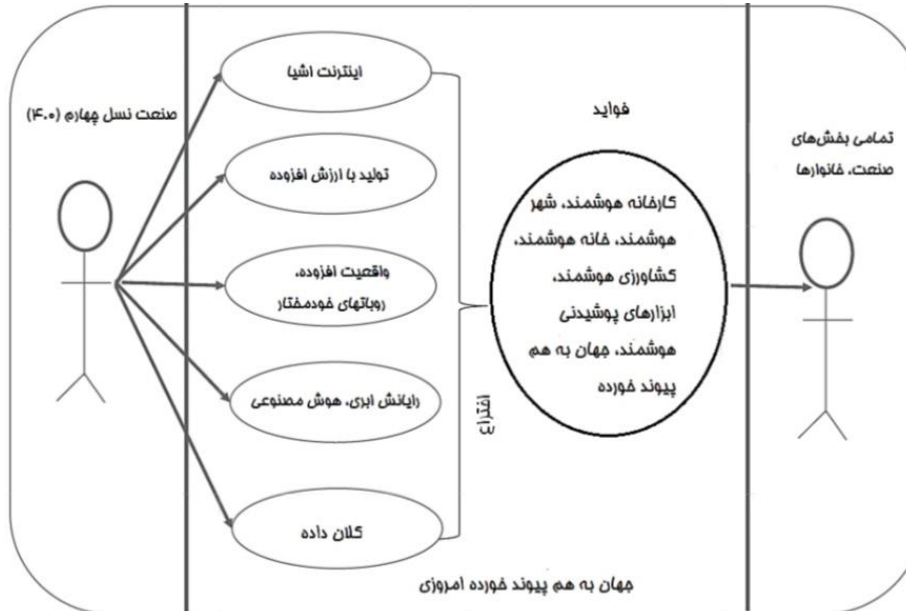 صنعت نسل چهارم (۴.۰)
اینترنت اشیا
تولید با ارزش افزوده
واقعیت افزوده،
روباتهای خودمختار
رایانش ابری، هوش مصنوعی
کلان داده
اختراع
فواید
کارخانه هوشمند، شهر
هوشمند، خانه هوشمند،
کشاورزی هوشمند،
ابزارهای پوشیدنی
هوشمند، جهان به هم
پیوند خورده
تمامی بخش‌های
صنعت، خانوارها
جهان به هم پیوند خورده امروزی